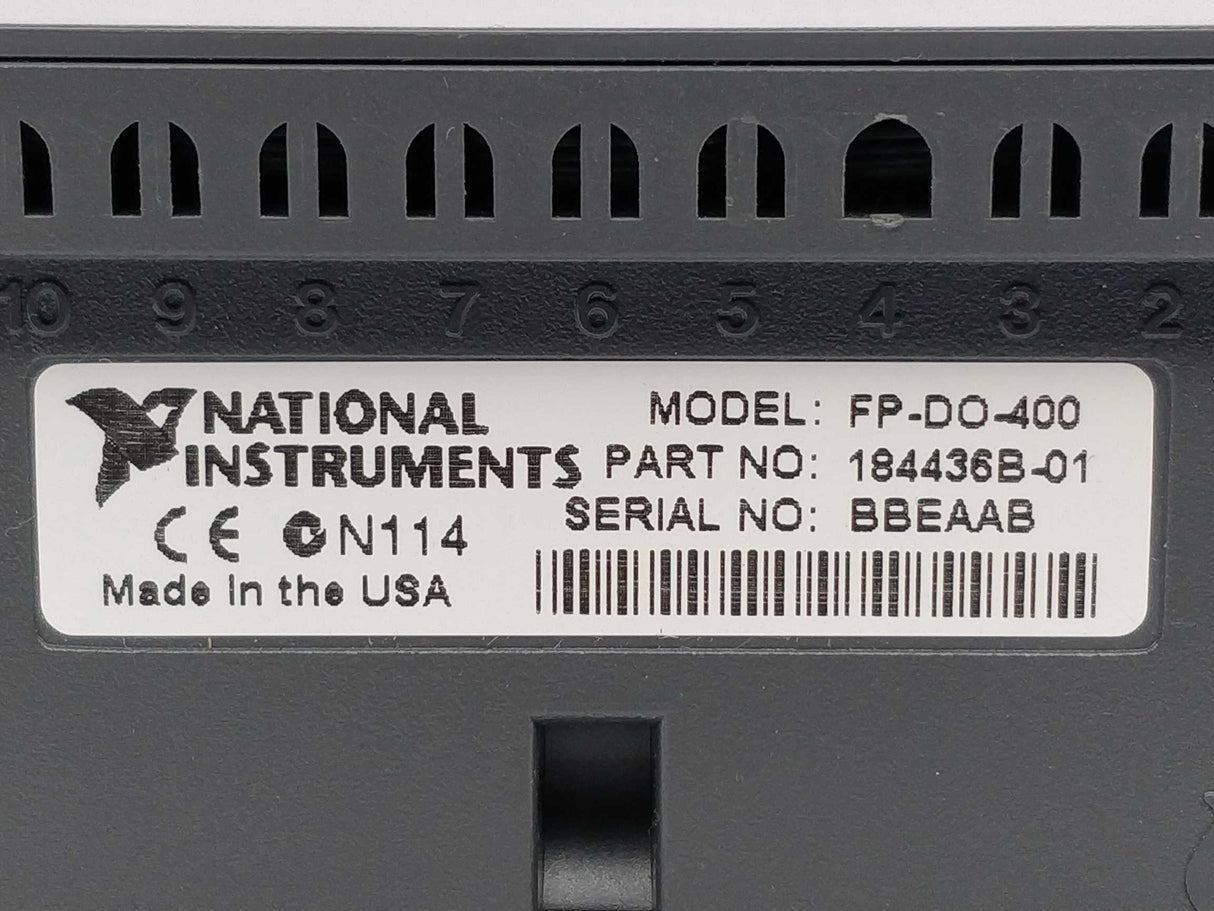 10 9 8 7 6 5 4 3 2
NATIONAL
INSTRUMENTS
MODEL: FP-DO-400
PART NO: 184436B-01
SERIAL NO: BBEAAB
CE N114
Made in the USA